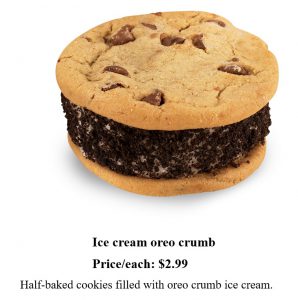 Ice cream oreo crumb
Price/each: $2.99
Half-baked cookies filled with oreo crumb ice cream.